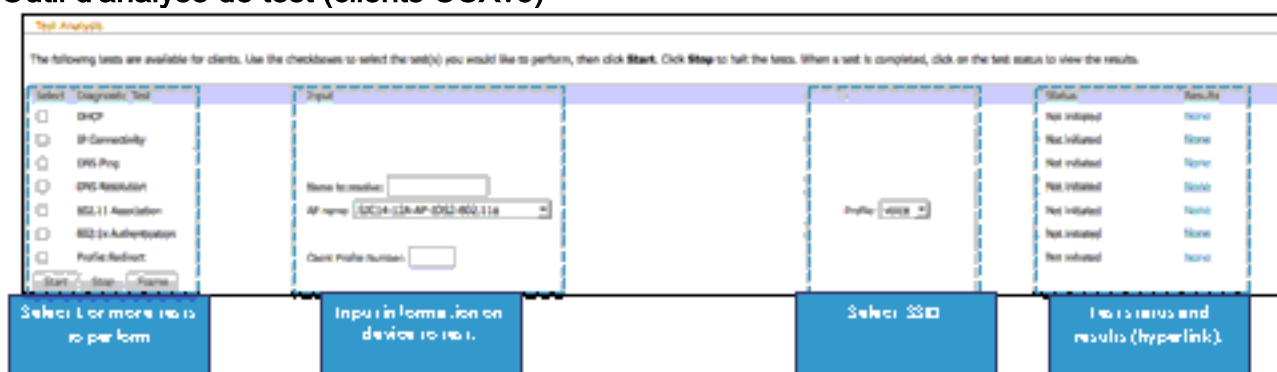 Outil d'analyse de test (clients CCXv5)
Test Analysis
The following tests are available for clients. Use the checkboxes to select the test(s) you would like to perform, then click Start. Click Stop to halt the tests. When a test is completed, click on the test status to view the results.
Select Diagnostic Test Input Status Results
DHCP Not initiated None
IP Connectivity Not initiated None
DNS Ping Not initiated None
DNS Resolution Name to resolve: Not initiated None
802.11 Association AP name: Profile: voice Not initiated None
802.1x Authentication Not initiated None
Profile Redirect Client Profile Number: Not initiated None
Start Stop Frame
Select 1 or more tests
to perform
Input information on
device to test.
Select SSID
Test status and
results (hyperlink).